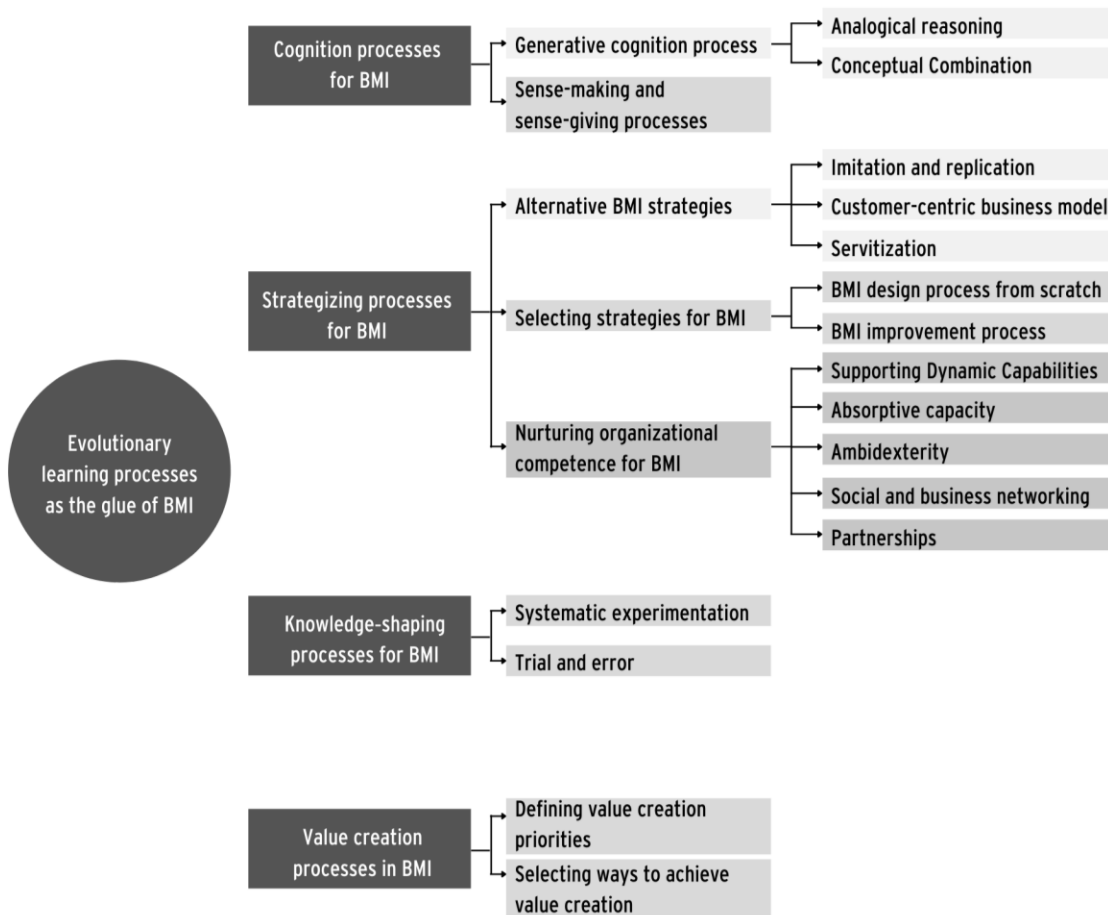 Cognition processes
for BMI
Generative cognition process
Analogical reasoning
Conceptual Combination
Sense-making and
sense-giving processes
Strategizing processes
for BMI
Alternative BMI strategies
Imitation and replication
Customer-centric business model
Servitization
Selecting strategies for BMI
BMI design process from scratch
BMI improvement process
Nurturing organizational
competence for BMI
Supporting Dynamic Capabilities
Absorptive capacity
Ambidexterity
Social and business networking
Partnerships
Evolutionary
learning processes
as the glue of BMI
Knowledge-shaping
processes for BMI
Systematic experimentation
Trial and error
Value creation
processes in BMI
Defining value creation
priorities
Selecting ways to achieve
value creation